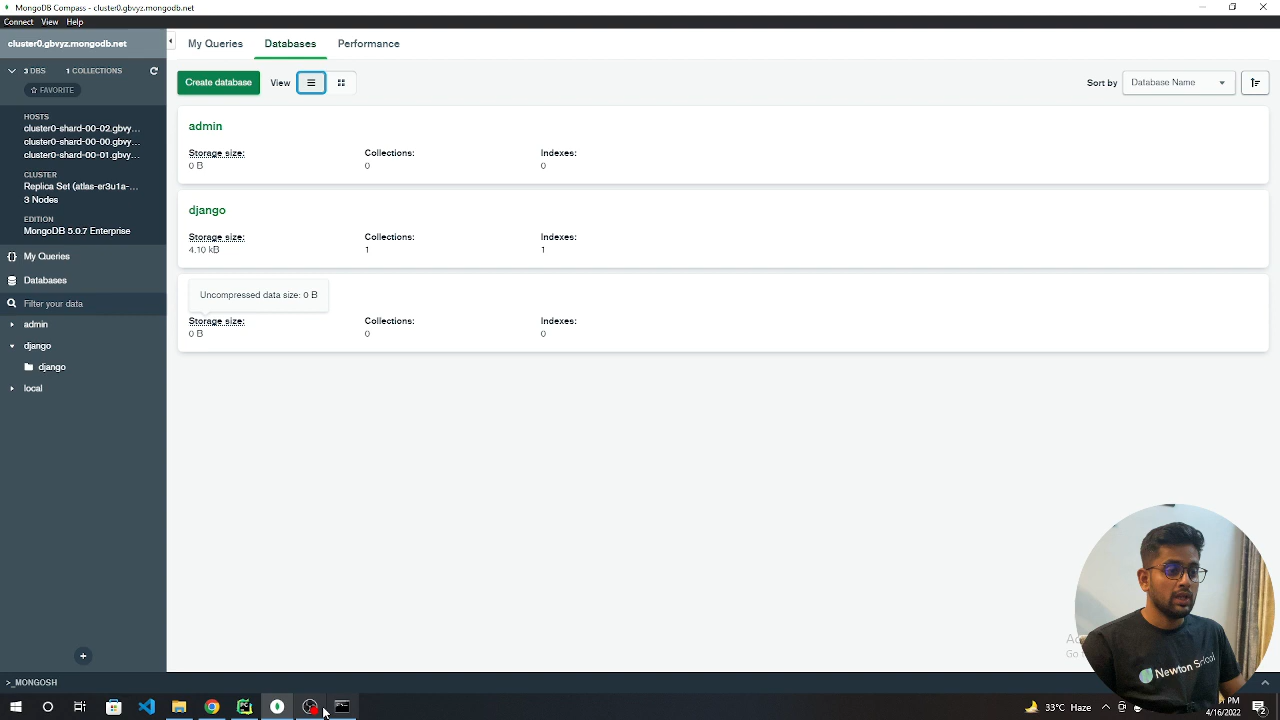 MongoDB Compass - cluster0.gbvyz.mongodb.net
Connect View Help
cluster0.gbvyz.mongodb.net
3 DBS 1 COLLECTIONS
☆ FAVORITE
HOSTS
cluster0-shard-00-02.gbvy...
cluster0-shard-00-00.gbvy...
cluster0-shard-00-01.gbvy...
CLUSTER
Replica Set (atlas-er3u1a-...
3 Nodes
EDITION
MongoDB 5.0.7 Enterprise
My Queries
Databases
Filter your data
admin
django
django
local
My Queries Databases Performance
Create database View Sort by Database Name
admin
Storage size: Collections: Indexes:
0 B 0 0
django
Storage size: Collections: Indexes:
4.10 kB 1 1
Uncompressed data size: 0 B
Storage size: Collections: Indexes:
0 B 0 0
Newton School
>_MONGOSH
33°C Haze
PM
4/16/2022
2